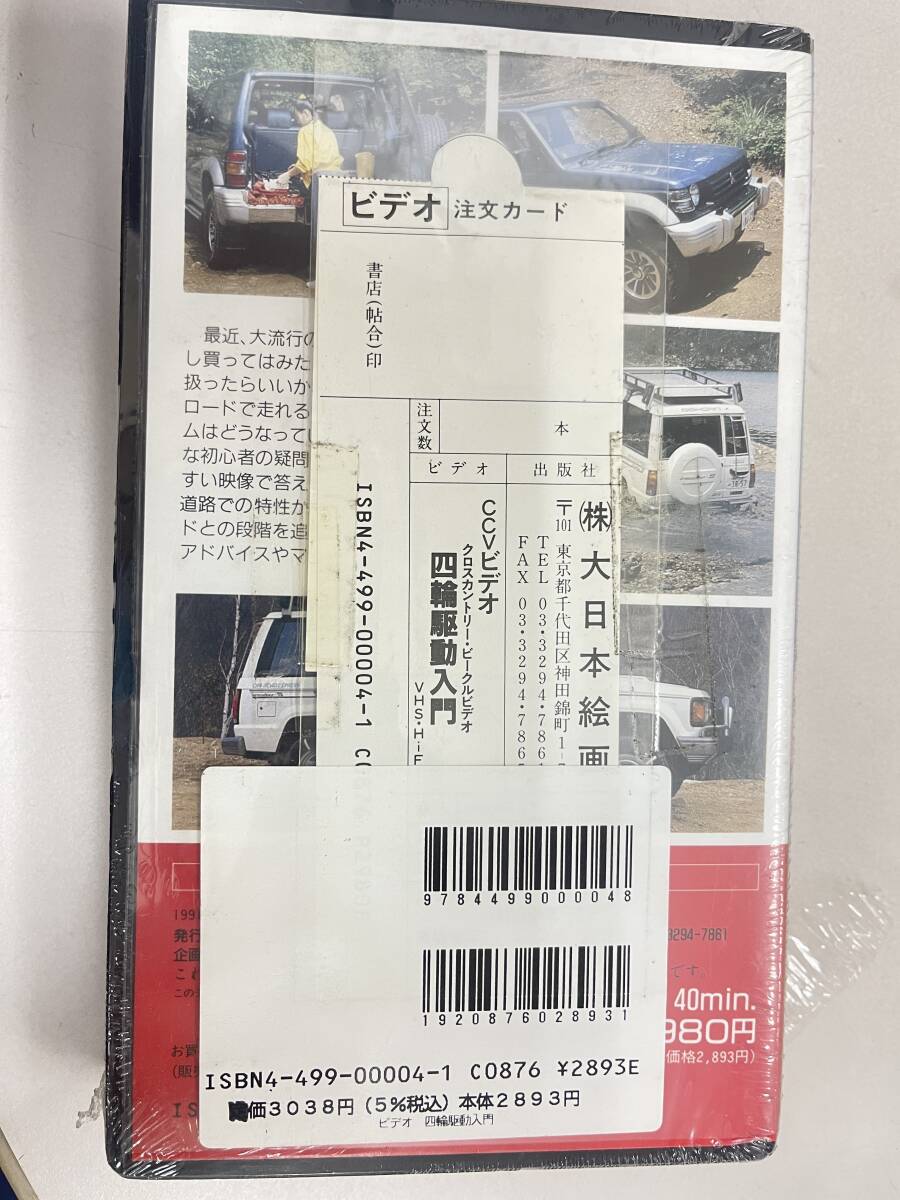 ビデオ 注文カード
書店(帖合)印
注文数
本
ビデオ
出版社
(株)大日本絵画
〒101 東京都千代田区神田錦町1-
TEL 03・3294・7861
FAX 03・3294・786
CCVビデオ
クロスカントリー・ビークルビデオ
四輪駆動入門
VHS・HiF
ISBN4-499-00004-1 C0876
最近、大流行の
し買ってはみた
扱ったらいいか
ロードで走れる
ムはどうなって
な初心者の疑問
すい映像で答え
道路での特性か
ドとの段階を追
アドバイスやマ
9784499000048
1920876028931
ISBN4-499-00004-1 C0876 ¥2893E
定価3038円(5%税込)本体2893円
ビデオ 四輪駆動入門
1991
発行
企画
こ
この
お買
(販
IS
3294-7861
です。
40min.
980円
価格2,893円)